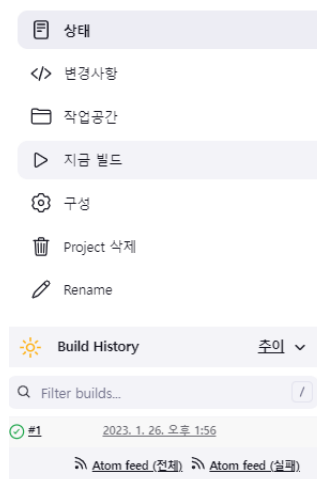 상태
변경사항
작업공간
지금 빌드
구성
Project 삭제
Rename
Build History 추이
Filter builds... /
#1 2023. 1. 26. 오후 1:56
Atom feed (전체) Atom feed (실패)